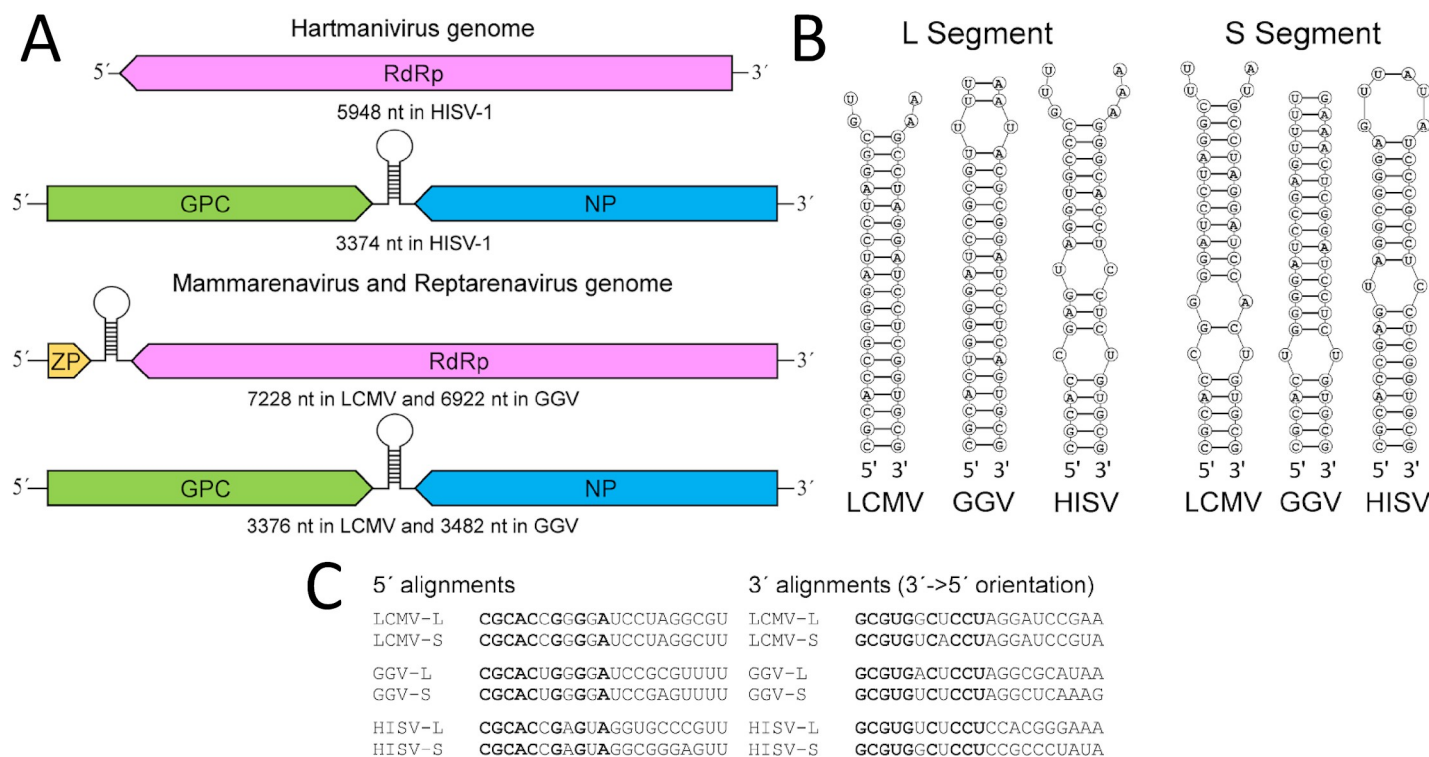 A
Hartmanivirus genome
5´ RdRp 3´
5948 nt in HISV-1
5´ GPC NP 3´
3374 nt in HISV-1
Mammarenavirus and Reptarenavirus genome
5´ ZP RdRp 3´
7228 nt in LCMV and 6922 nt in GGV
5´ GPC NP 3´
3376 nt in LCMV and 3482 nt in GGV
B
L Segment S Segment
5' 3' 5' 3' 5' 3' 5' 3' 5' 3' 5' 3'
LCMV GGV HISV LCMV GGV HISV
C
5´ alignments 3´ alignments (3´->5´ orientation)
LCMV-L CGCACCGGGGAUCCUAGGCGU LCMV-L GCGUGGCUCCUAGGAUCCGAA
LCMV-S CGCACCGGGGAUCCUAGGCUU LCMV-S GCGUGUCACCUAGGAUCCGUA
GGV-L CGCACUGGGGAUCCGCGUUUU GGV-L GCGUGACUCCUAGGCGCAUAA
GGV-S CGCACUGGGGAUCCGAGUUUU GGV-S GCGUGUCUCCUAGGCUCAAAG
HISV-L CGCACCGAGUAGGUGCCCGUU HISV-L GCGUGUCUCCUCCACGGGAAA
HISV-S CGCACCGAGUAGGCGGGAGUU HISV-S GCGUGGCUCCUCCGCCCUAUA